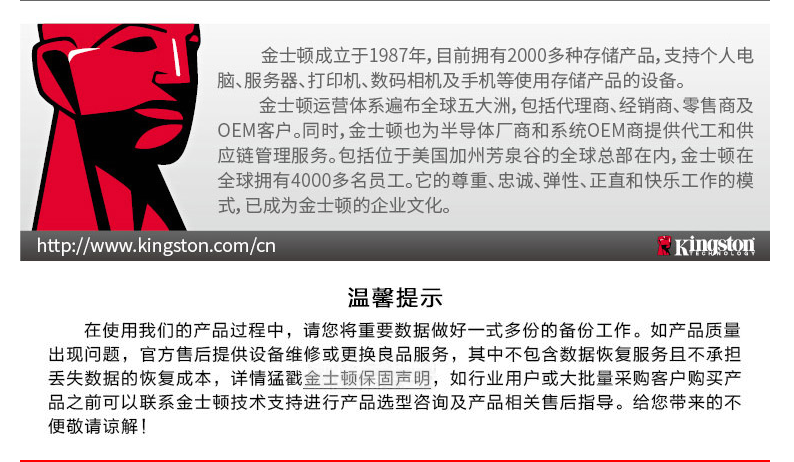 金士顿成立于1987年,目前拥有2000多种存储产品,支持个人电
脑、服务器、打印机、数码相机及手机等使用存储产品的设备。
金士顿运营体系遍布全球五大洲,包括代理商、经销商、零售商及
OEM客户。同时,金士顿也为半导体厂商和系统OEM商提供代工和供
应链管理服务。包括位于美国加州芳泉谷的全球总部在内,金士顿在
全球拥有4000多名员工。它的尊重、忠诚、弹性、正直和快乐工作的模
式,已成为金士顿的企业文化。
http://www.kingston.com/cn
Kingston
TECHNOLOGY
温馨提示
在使用我们的产品过程中，请您将重要数据做好一式多份的备份工作。如产品质量
出现问题，官方售后提供设备维修或更换良品服务，其中不包含数据恢复服务且不承担
丢失数据的恢复成本，详情猛戳金士顿保固声明，如行业用户或大批量采购客户购买产
品之前可以联系金士顿技术支持进行产品选型咨询及产品相关售后指导。给您带来的不
便敬请谅解！